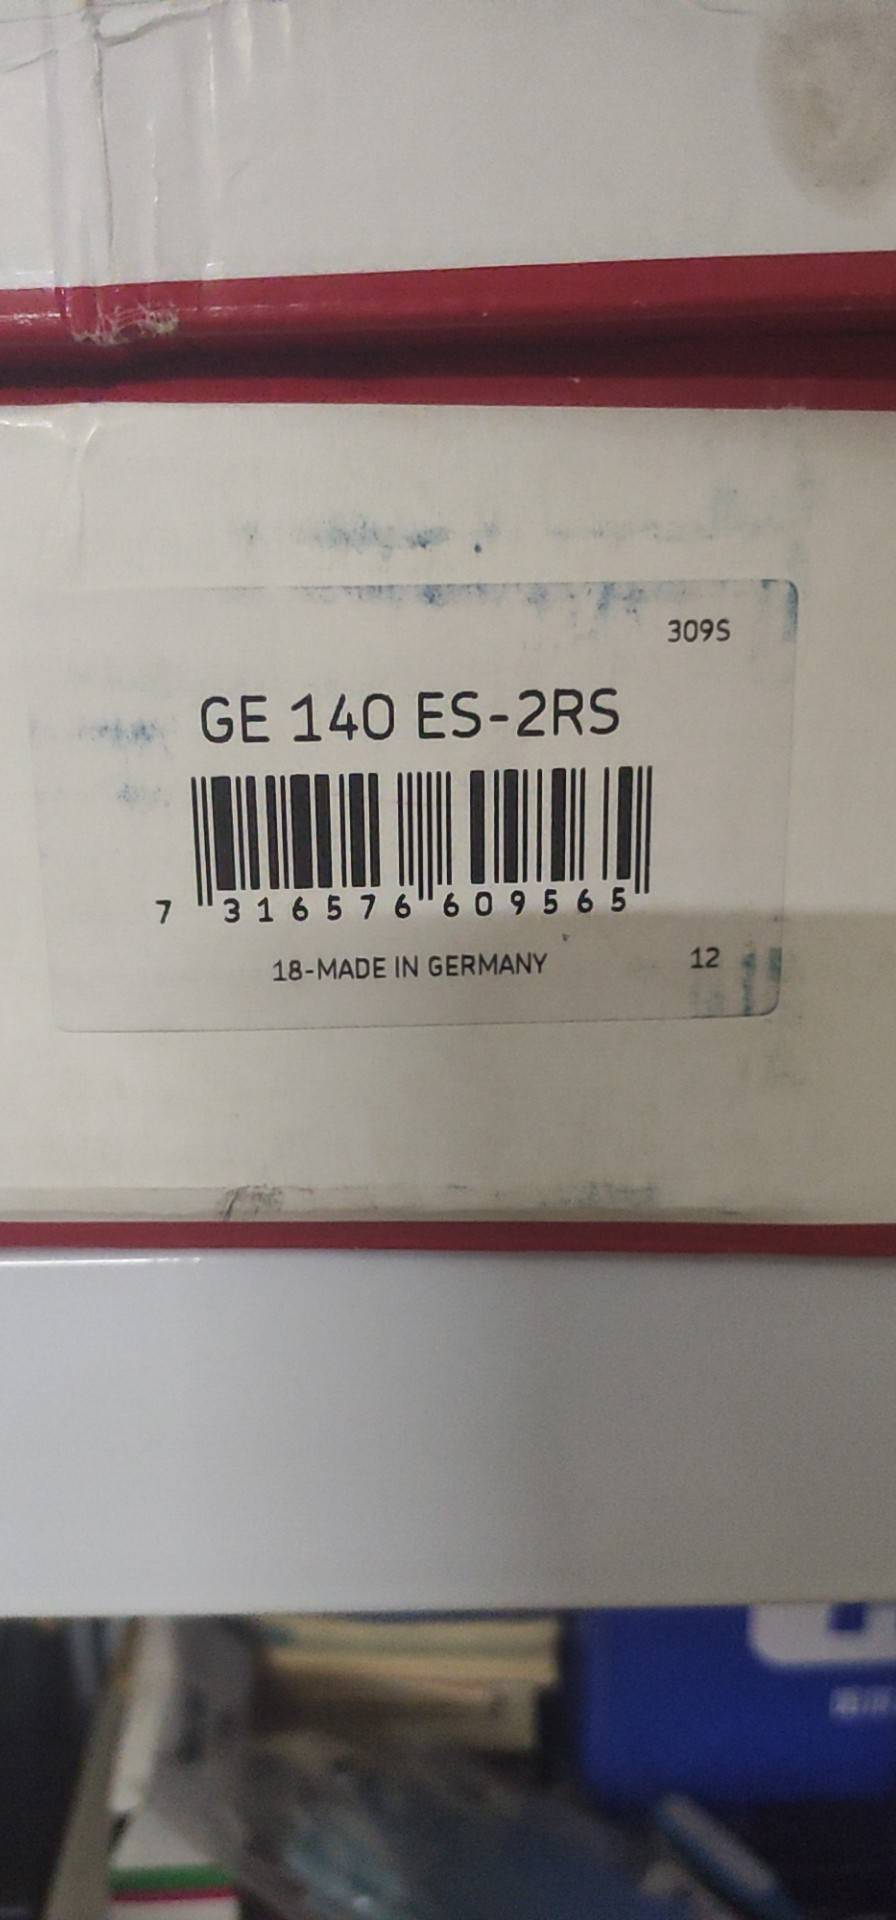 309S
GE 140 ES-2RS
7 316576 609565
18-MADE IN GERMANY
12